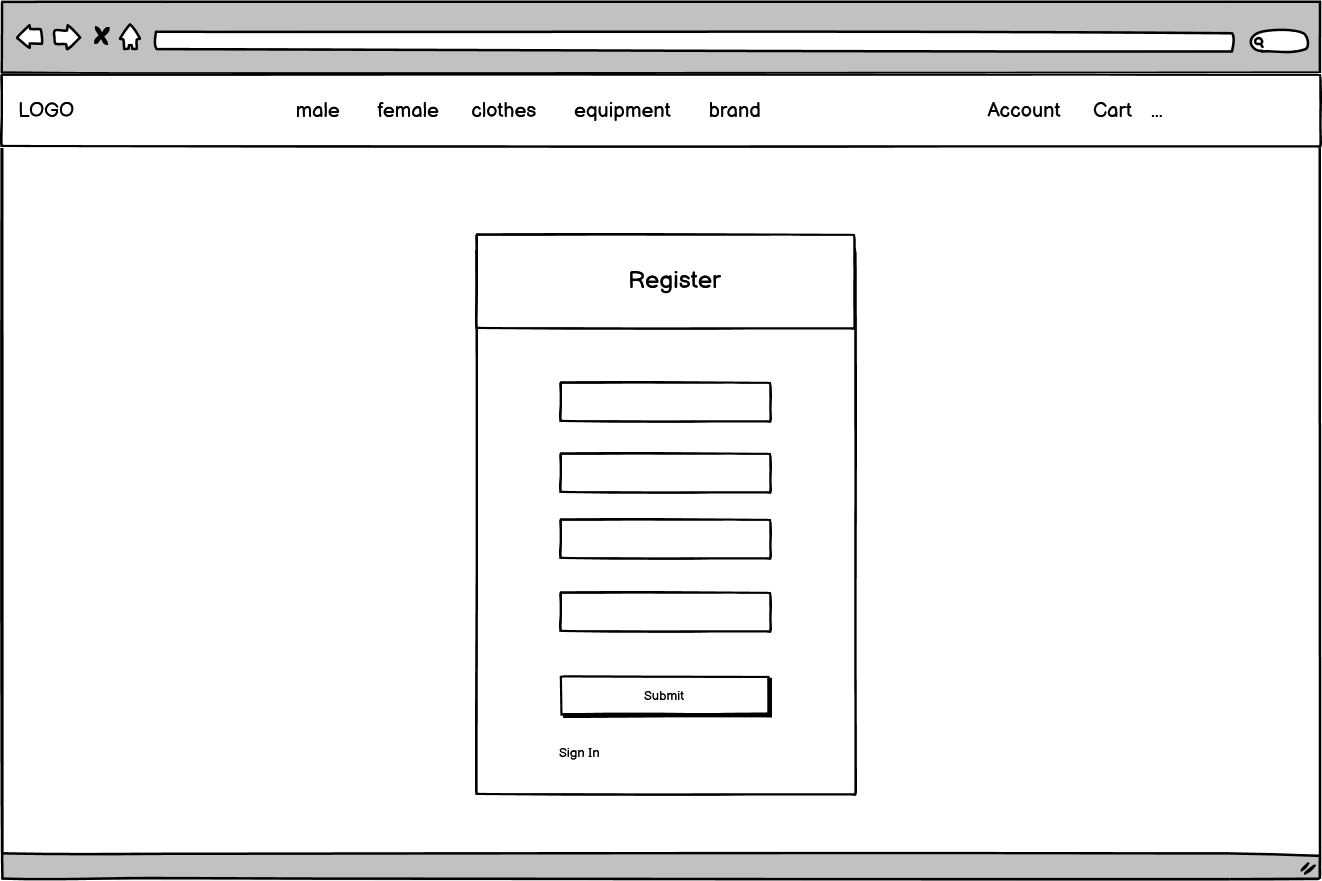 LOGO male female clothes equipment brand Account Cart ...
Register
Submit
Sign In